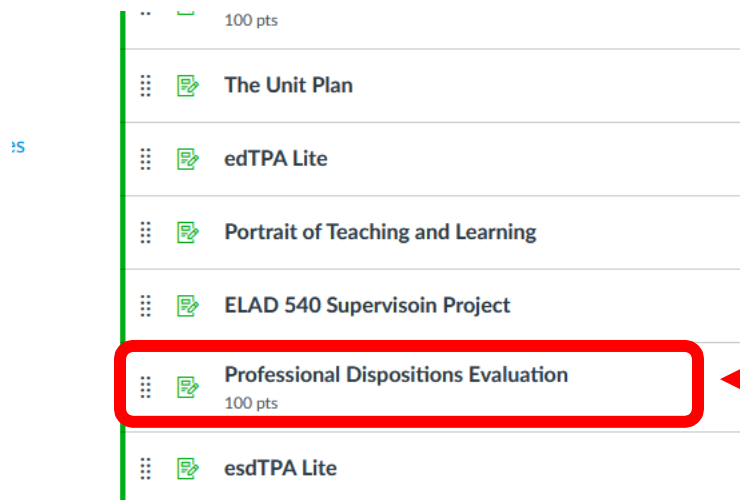 100 pts
The Unit Plan
es
edTPA Lite
Portrait of Teaching and Learning
ELAD 540 Supervisoin Project
Professional Dispositions Evaluation
100 pts
esdTPA Lite